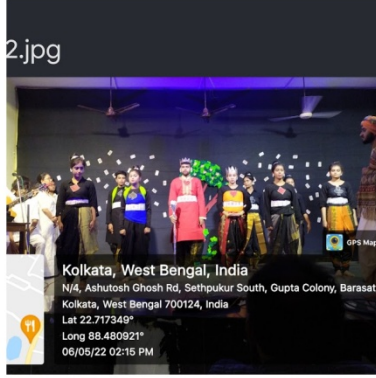 2.jpg
GPS Map
Kolkata, West Bengal, India
N/4, Ashutosh Ghosh Rd, Sethpukur South, Gupta Colony, Barasat
Kolkata, West Bengal 700124, India
Lat 22.717349°
Long 88.480921°
06/05/22 02:15 PM